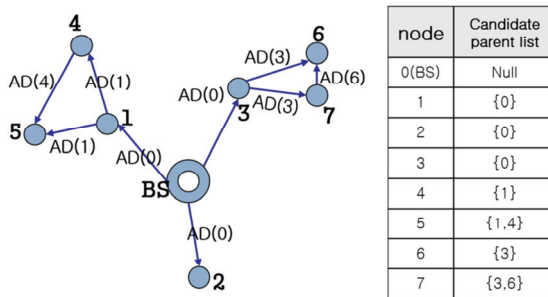 4
6
AD(3)
AD(4)
AD(1)
AD(0)
AD(6)
AD(3)
3
7
1
5
AD(1)
AD(0)
BS
AD(0)
2
node Candidate parent list
0(BS) Null
1 {0}
2 {0}
3 {0}
4 {1}
5 {1,4}
6 {3}
7 {3,6}